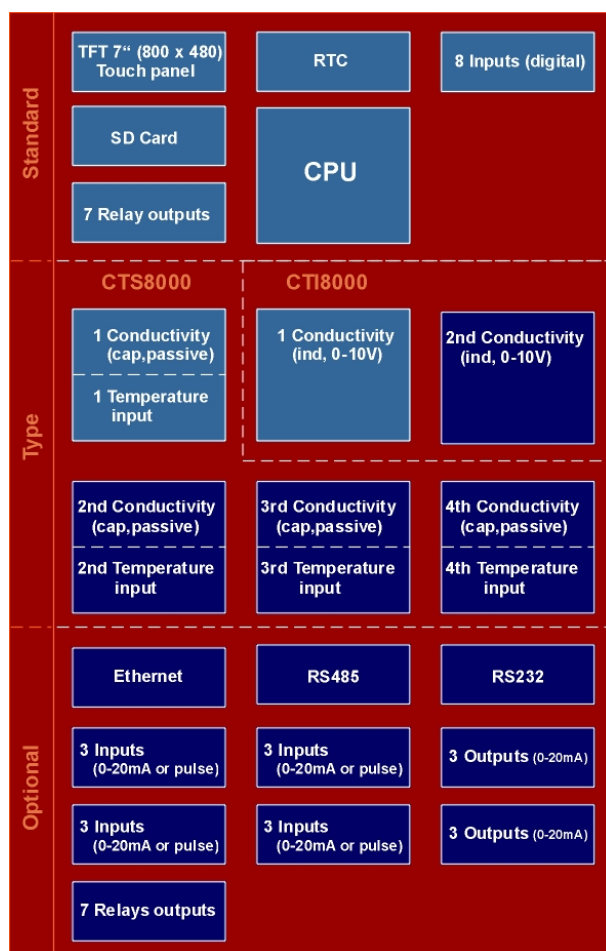 Standard
TFT 7“ (800 x 480)
Touch panel
RTC
8 Inputs (digital)
SD Card
CPU
7 Relay outputs
Type
CTS8000
CTI8000
1 Conductivity
(cap,passive)
1 Temperature
input
1 Conductivity
(ind, 0-10V)
2nd Conductivity
(ind, 0-10V)
2nd Conductivity
(cap,passive)
2nd Temperature
input
3rd Conductivity
(cap,passive)
3rd Temperature
input
4th Conductivity
(cap,passive)
4th Temperature
input
Optional
Ethernet
RS485
RS232
3 Inputs
(0-20mA or pulse)
3 Inputs
(0-20mA or pulse)
3 Outputs (0-20mA)
3 Inputs
(0-20mA or pulse)
3 Inputs
(0-20mA or pulse)
3 Outputs (0-20mA)
7 Relays outputs